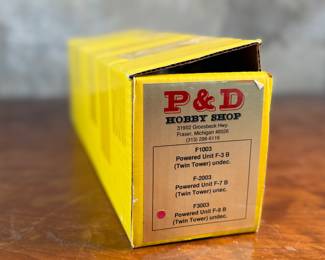 P & D
HOBBY SHOP
31902 Groesbeck Hwy.
Fraser, Michigan 48026
(313) 296-6116
F1003
Powered Unit F-3 B
(Twin Tower) undec.
F-2003
Powered Unit F-7 B
(Twin Tower) undec.
F3003
Powered Unit F-9 B
(Twin Tower) undec.